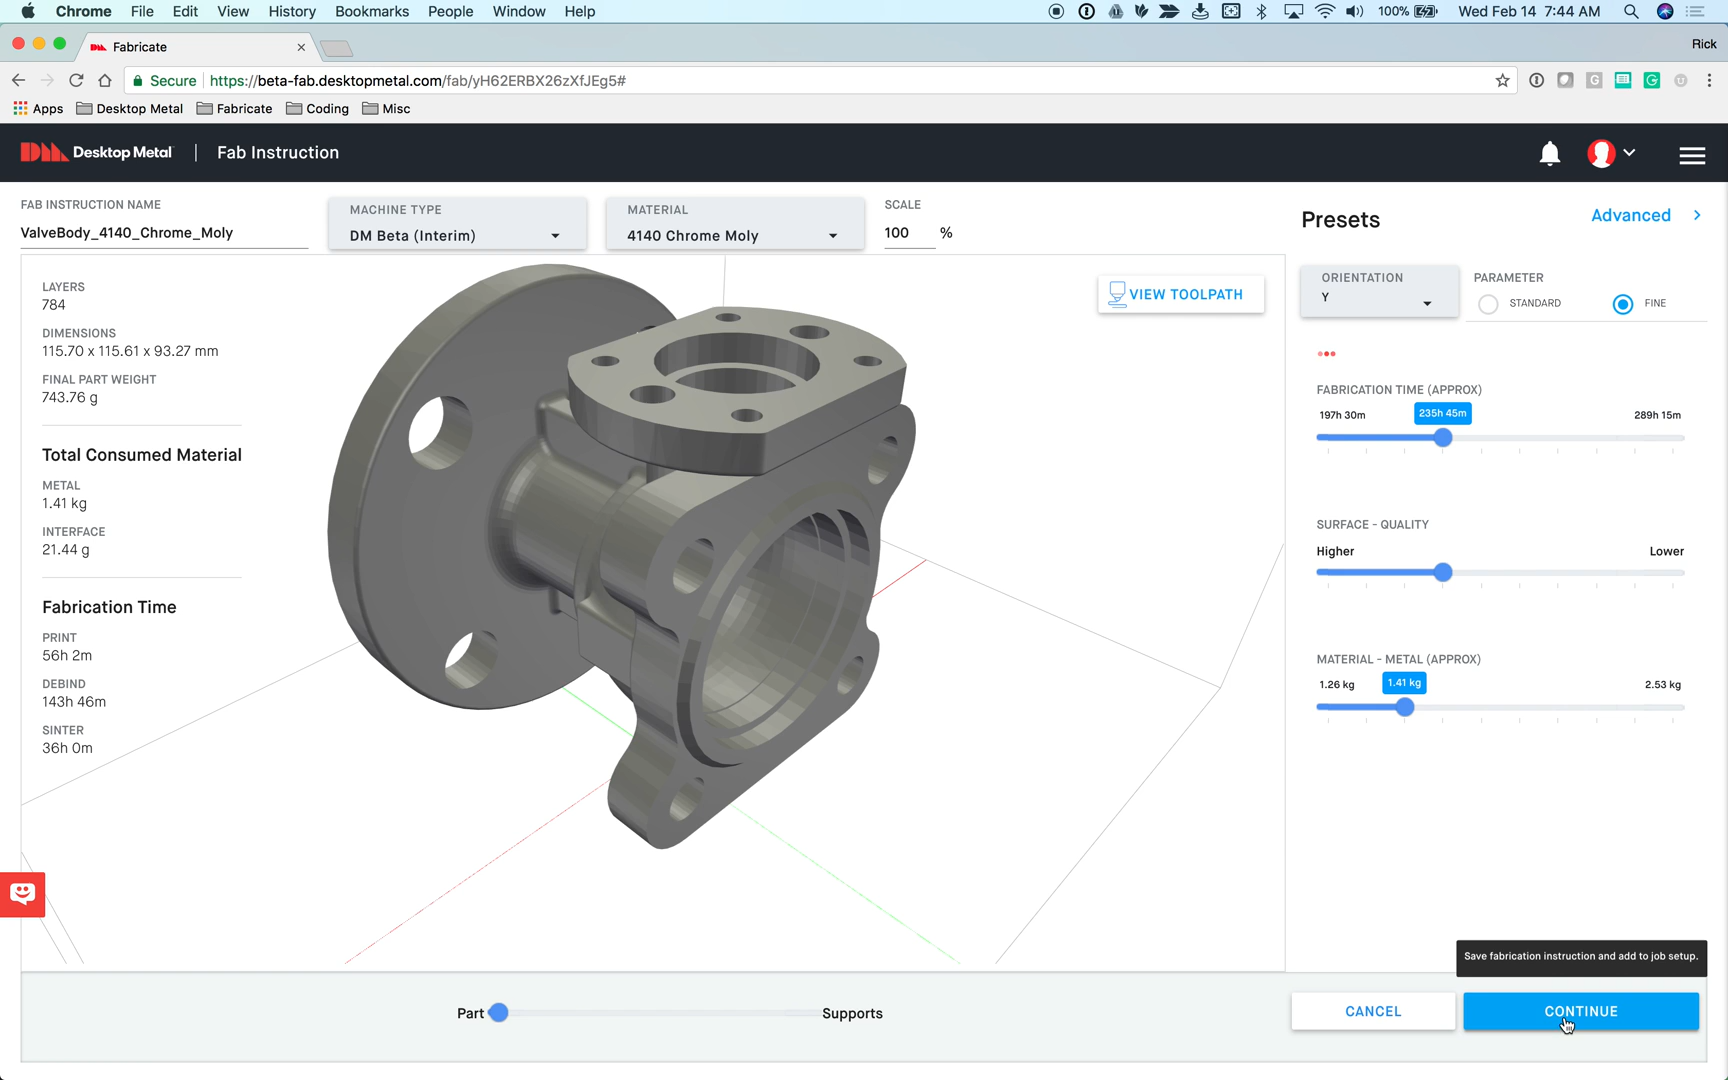 Chrome File Edit View History Bookmarks People Window Help 100% Wed Feb 14 7:44 AM
Fabricate
Rick
Secure https://beta-fab.desktopmetal.com/fab/yH62ERBX26zXfJEg5#
Apps Desktop Metal Fabricate Coding Misc
DM Desktop Metal Fab Instruction
FAB INSTRUCTION NAME
ValveBody_4140_Chrome_Moly
MACHINE TYPE
DM Beta (Interim)
MATERIAL
4140 Chrome Moly
SCALE
100 %
Presets
Advanced
LAYERS
784
DIMENSIONS
115.70 x 115.61 x 93.27 mm
FINAL PART WEIGHT
743.76 g
Total Consumed Material
METAL
1.41 kg
INTERFACE
21.44 g
Fabrication Time
PRINT
56h 2m
DEBIND
143h 46m
SINTER
36h 0m
VIEW TOOLPATH
ORIENTATION
Y
PARAMETER
STANDARD FINE
FABRICATION TIME (APPROX)
197h 30m 235h 45m 289h 15m
SURFACE - QUALITY
Higher Lower
MATERIAL - METAL (APPROX)
1.26 kg 1.41 kg 2.53 kg
Save fabrication instruction and add to job setup.
Part Supports
CANCEL CONTINUE